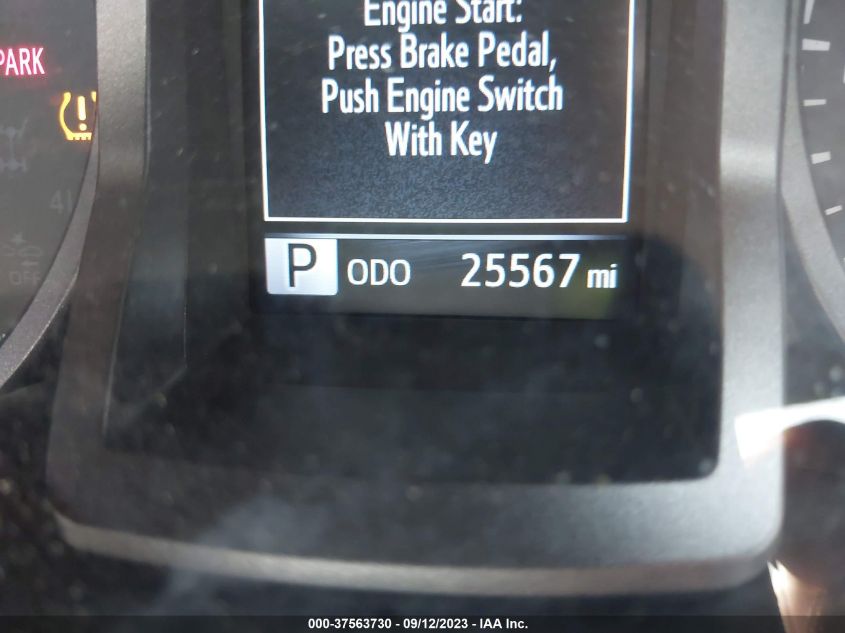 Engine Start:
Press Brake Pedal,
Push Engine Switch
With Key
PARK
P ODO 25567 mi
OFF
000-37563730 - 09/12/2023 - IAA Inc.